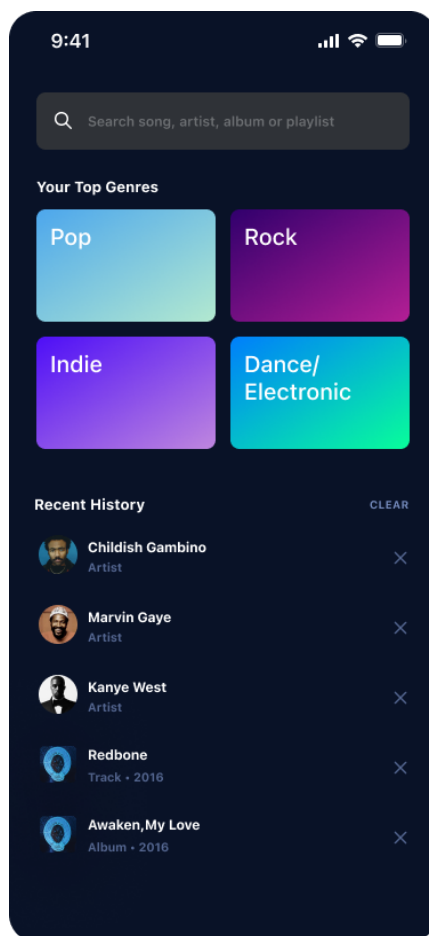 9:41
Search song, artist, album or playlist
Your Top Genres
Pop
Rock
Indie
Dance/
Electronic
Recent History
CLEAR
Childish Gambino
Artist
Marvin Gaye
Artist
Kanye West
Artist
Redbone
Track • 2016
Awaken,My Love
Album • 2016